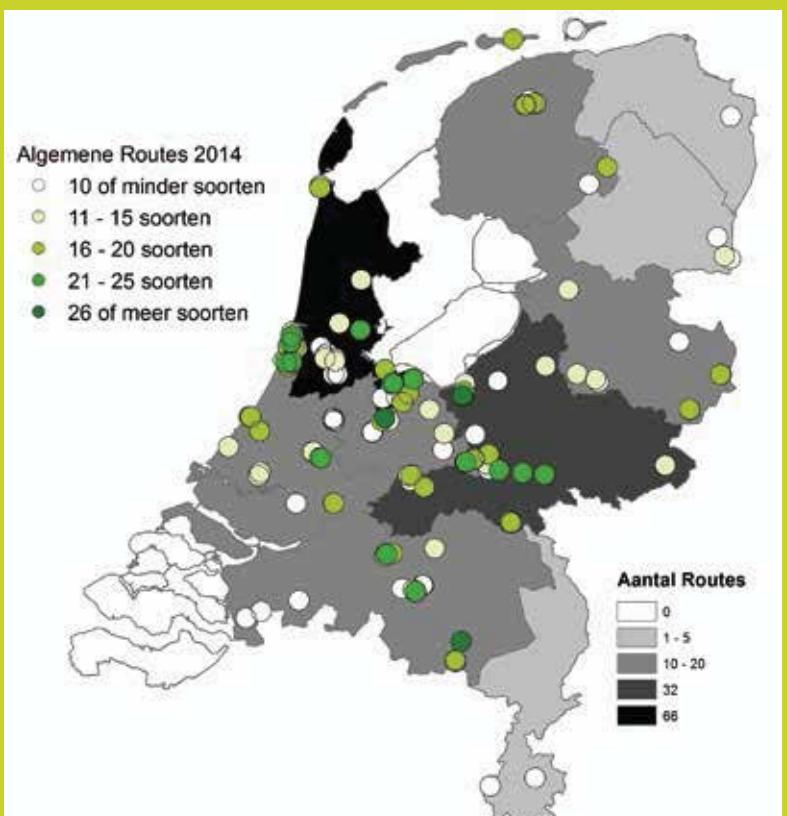 Algemene Routes 2014
10 of minder soorten
11 - 15 soorten
16 - 20 soorten
21 - 25 soorten
26 of meer soorten
Aantal Routes
0
1 - 5
10 - 20
32
66